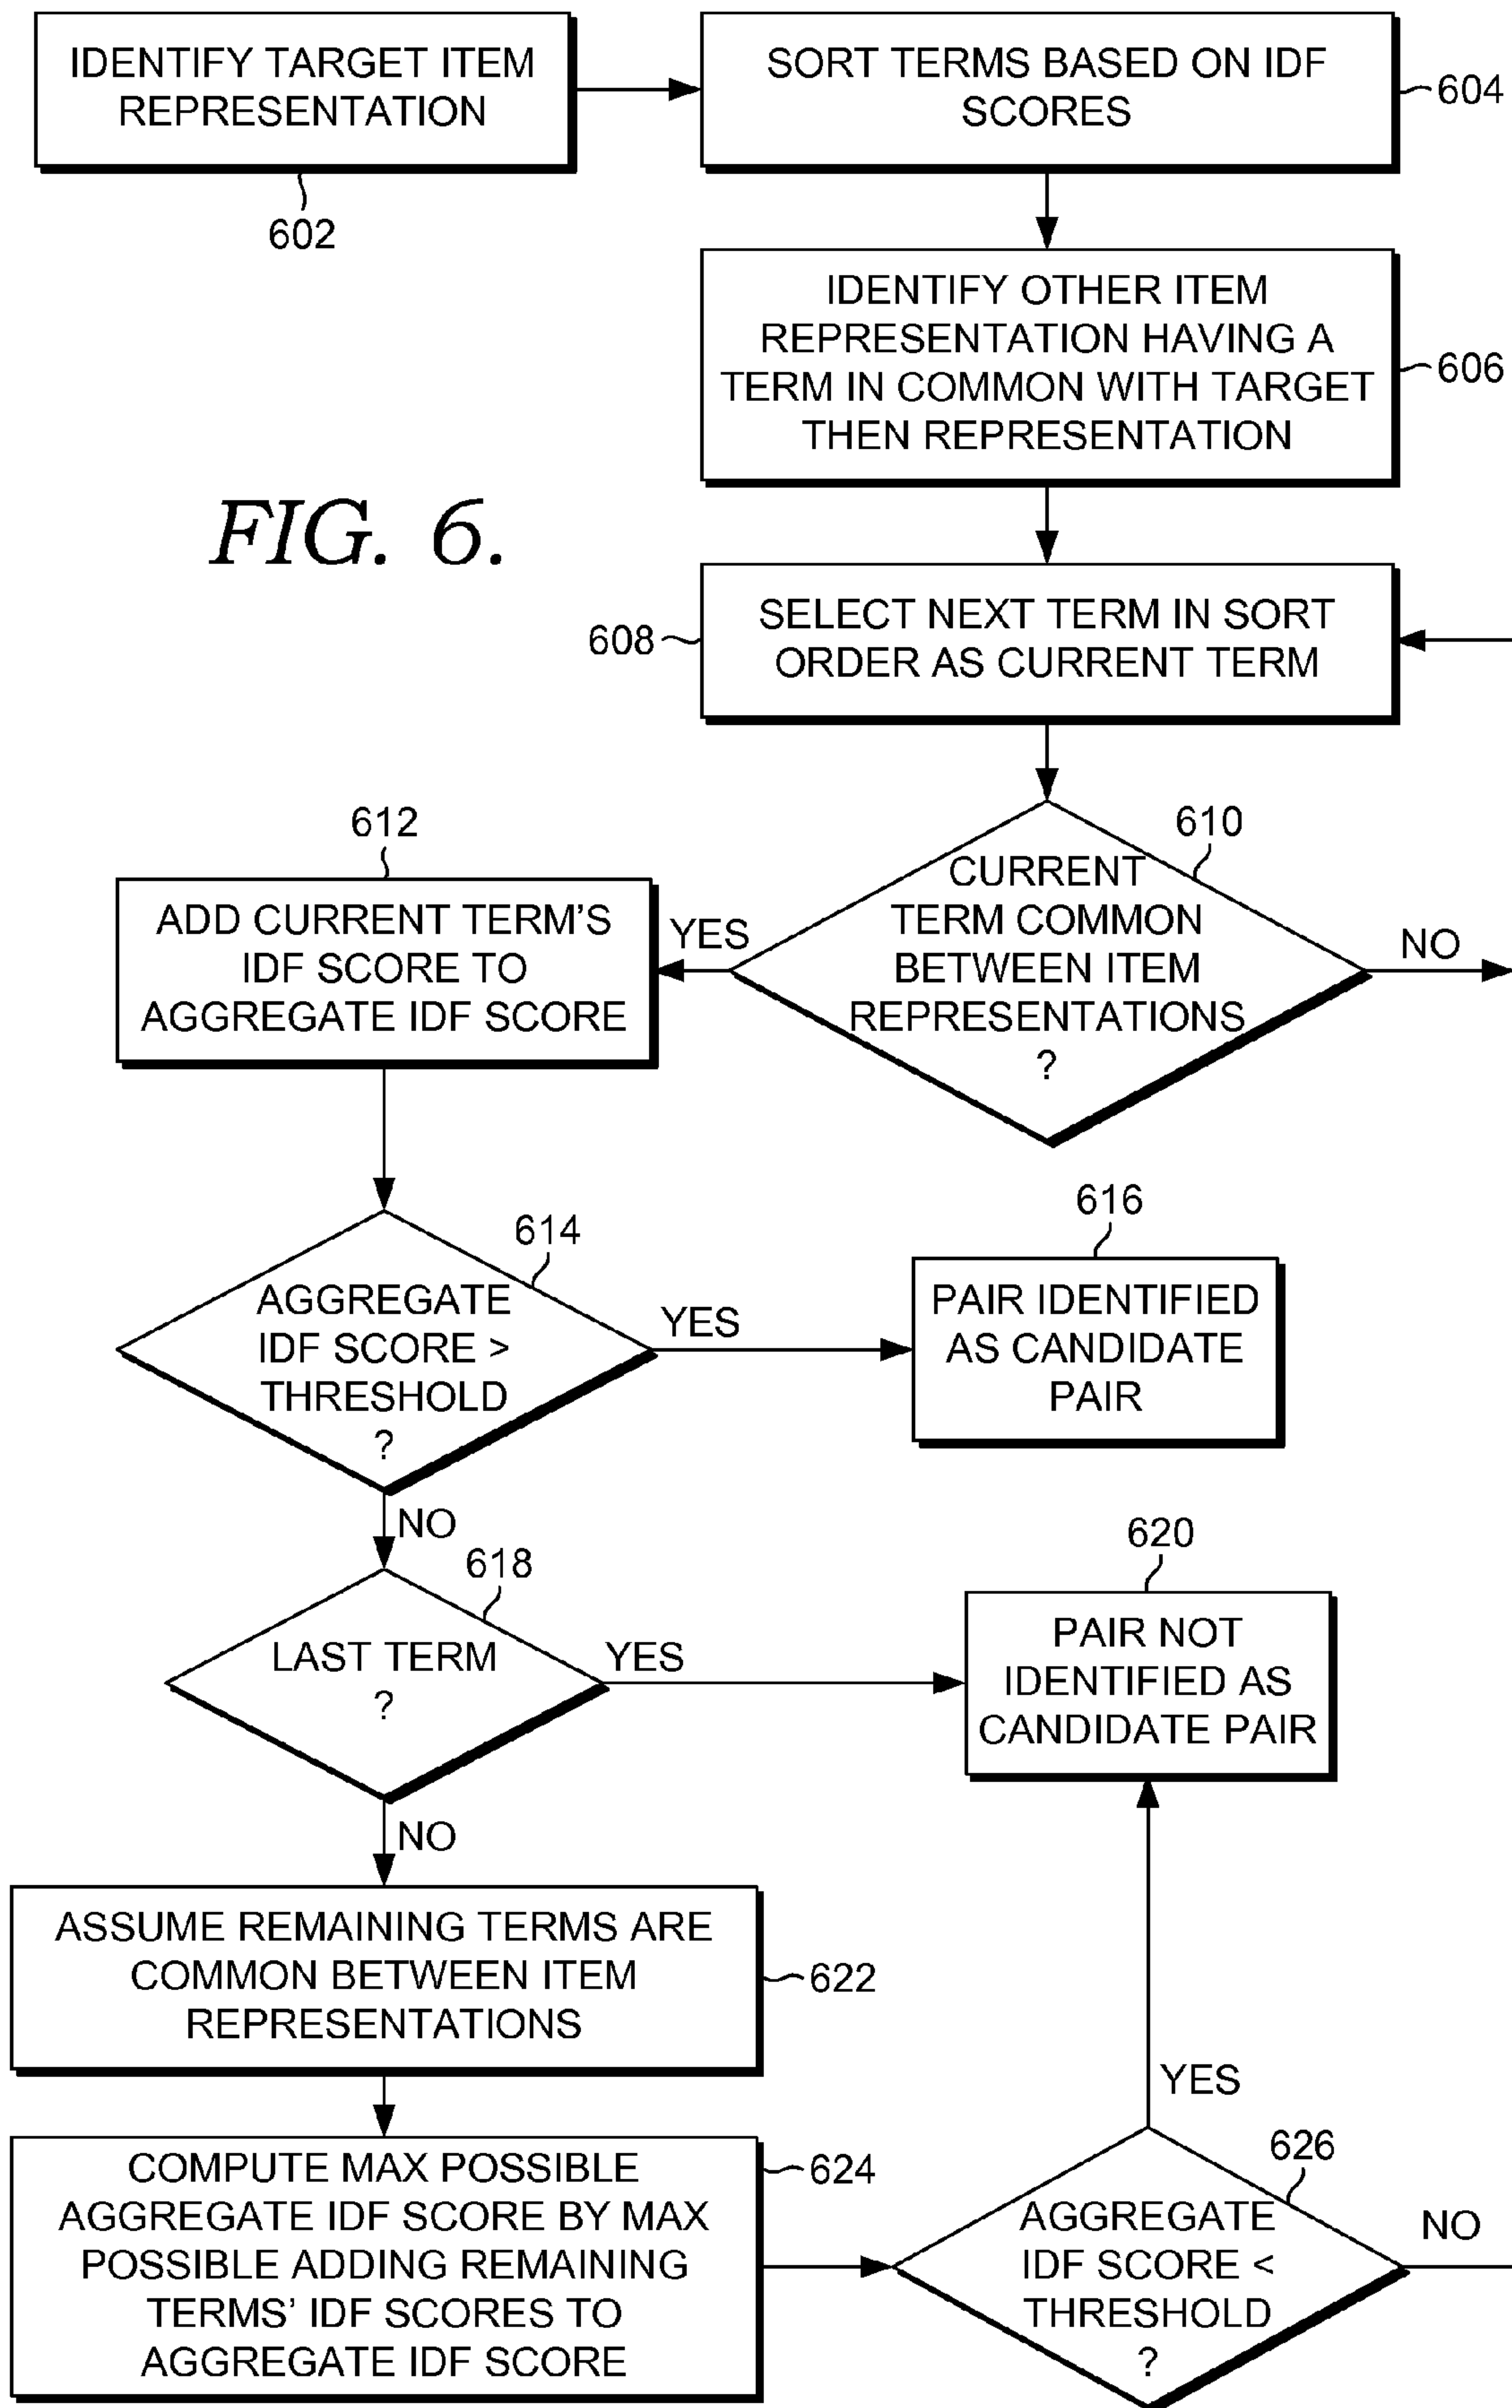 IDENTIFY TARGET ITEM
REPRESENTATION
602
SORT TERMS BASED ON IDF
SCORES
604
IDENTIFY OTHER ITEM
REPRESENTATION HAVING A
TERM IN COMMON WITH TARGET
THEN REPRESENTATION
606
FIG. 6.
SELECT NEXT TERM IN SORT
ORDER AS CURRENT TERM
608
CURRENT
TERM COMMON
BETWEEN ITEM
REPRESENTATIONS
?
610
YES
NO
612
ADD CURRENT TERM'S
IDF SCORE TO
AGGREGATE IDF SCORE
614
AGGREGATE
IDF SCORE >
THRESHOLD
?
YES
NO
616
PAIR IDENTIFIED
AS CANDIDATE
PAIR
618
LAST TERM
?
YES
NO
620
PAIR NOT
IDENTIFIED AS
CANDIDATE PAIR
ASSUME REMAINING TERMS ARE
COMMON BETWEEN ITEM
REPRESENTATIONS
622
COMPUTE MAX POSSIBLE
AGGREGATE IDF SCORE BY MAX
POSSIBLE ADDING REMAINING
TERMS' IDF SCORES TO
AGGREGATE IDF SCORE
624
YES
626
AGGREGATE
IDF SCORE <
THRESHOLD
?
NO